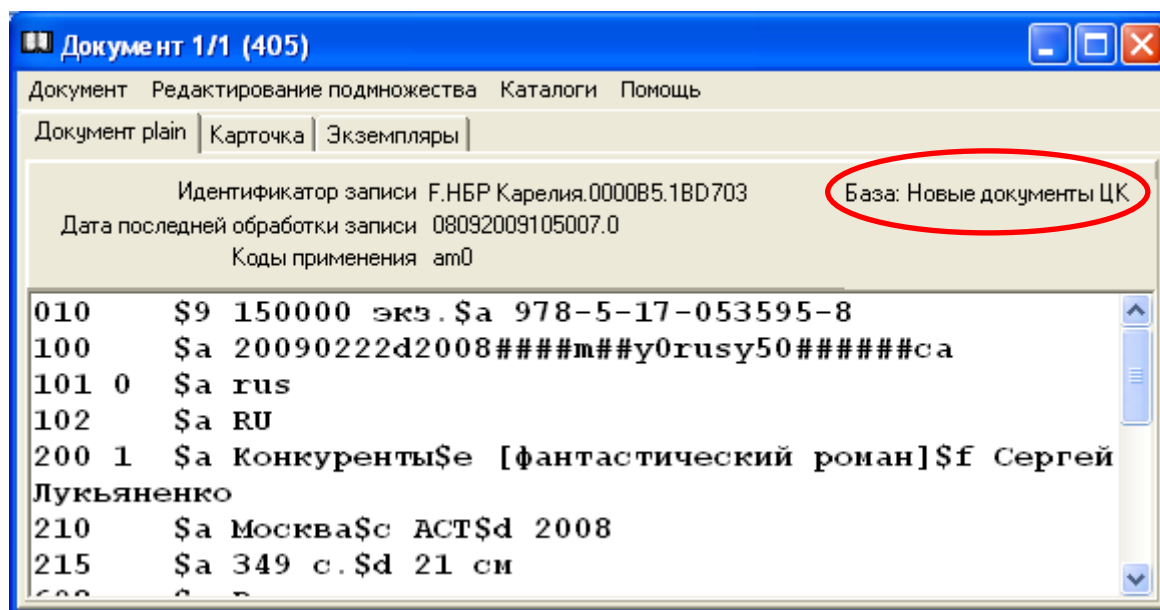 Документ 1/1 (405)
Документ Редактирование подмножества Каталоги Помощь
Документ plain Карточка Экземпляры
Идентификатор записи F.НБР Карелия.0000B5.1BD703 База: Новые документы ЦК
Дата последней обработки записи 08092009105007.0
Коды применения am0
010 $9 150000 экз.$a 978-5-17-053595-8
100 $a 20090222d2008####m##y0rusy50######ca
101 0 $a rus
102 $a RU
200 1 $a Конкуренты$e [фантастический роман]$f Сергей
Лукьяненко
210 $a Москва$c АСТ$d 2008
215 $a 349 с.$d 21 см